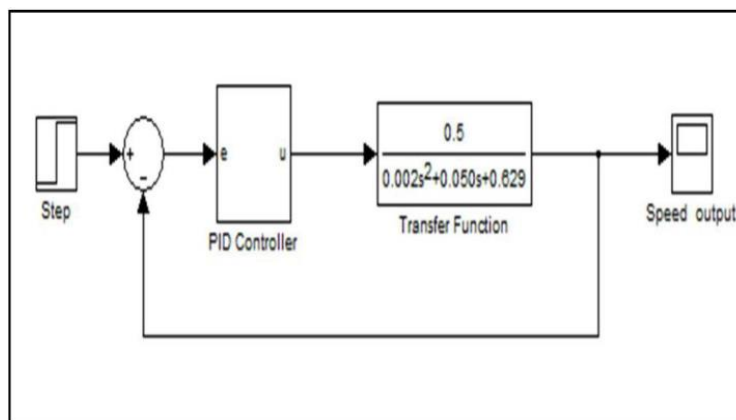 Step
+
-
e
u
PID Controller
0.5
0.002s²+0.050s+0.629
Transfer Function
Speed output